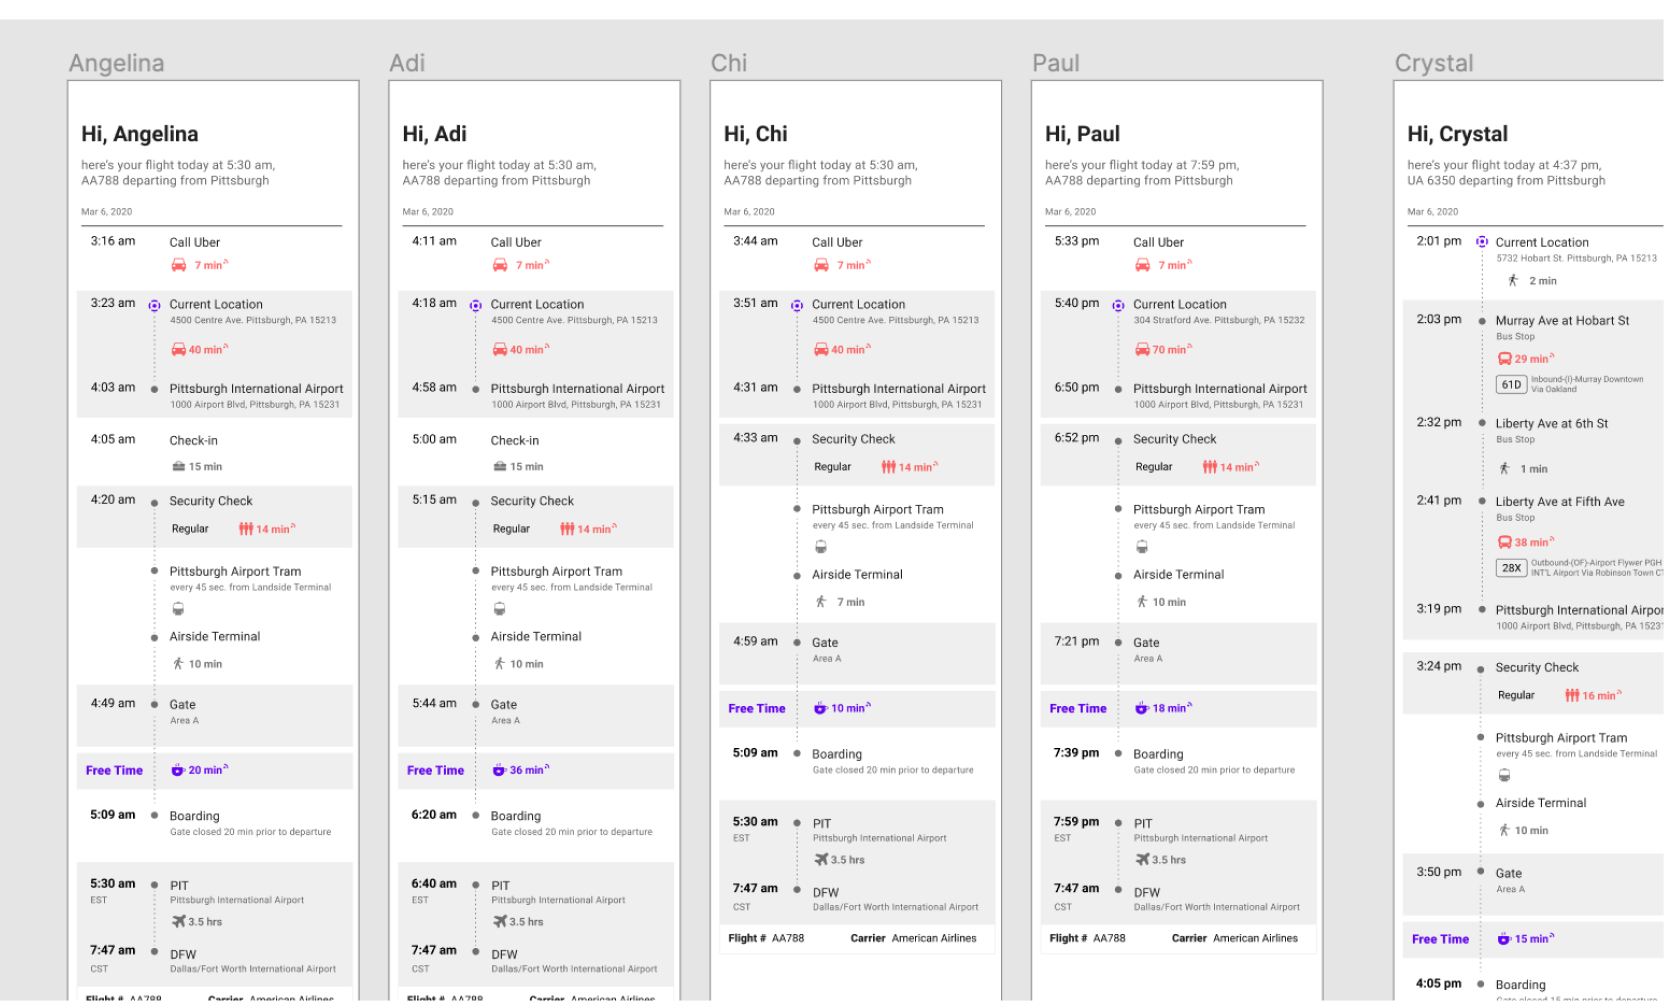 Angelina
Hi, Angelina
here's your flight today at 5:30 am,
AA788 departing from Pittsburgh
Mar 6, 2020
3:16 am Call Uber
7 min
3:23 am Current Location
4500 Centre Ave. Pittsburgh, PA 15213
40 min
4:03 am Pittsburgh International Airport
1000 Airport Blvd, Pittsburgh, PA 15231
4:05 am Check-in
15 min
4:20 am Security Check
Regular 14 min
Pittsburgh Airport Tram
every 45 sec. from Landside Terminal
Airside Terminal
10 min
4:49 am Gate
Area A
Free Time 20 min
5:09 am Boarding
Gate closed 20 min prior to departure
5:30 am PIT
EST Pittsburgh International Airport
3.5 hrs
7:47 am DFW
CST Dallas/Fort Worth International Airport
Flight # AA788 Carrier American Airlines
Adi
Hi, Adi
here's your flight today at 5:30 am,
AA788 departing from Pittsburgh
Mar 6, 2020
4:11 am Call Uber
7 min
4:18 am Current Location
4500 Centre Ave. Pittsburgh, PA 15213
40 min
4:58 am Pittsburgh International Airport
1000 Airport Blvd, Pittsburgh, PA 15231
5:00 am Check-in
15 min
5:15 am Security Check
Regular 14 min
Pittsburgh Airport Tram
every 45 sec. from Landside Terminal
Airside Terminal
10 min
5:44 am Gate
Area A
Free Time 36 min
6:20 am Boarding
Gate closed 20 min prior to departure
6:40 am PIT
EST Pittsburgh International Airport
3.5 hrs
7:47 am DFW
CST Dallas/Fort Worth International Airport
Flight # AA788 Carrier American Airlines
Chi
Hi, Chi
here's your flight today at 5:30 am,
AA788 departing from Pittsburgh
Mar 6, 2020
3:44 am Call Uber
7 min
3:51 am Current Location
4500 Centre Ave. Pittsburgh, PA 15213
40 min
4:31 am Pittsburgh International Airport
1000 Airport Blvd, Pittsburgh, PA 15231
4:33 am Security Check
Regular 14 min
Pittsburgh Airport Tram
every 45 sec. from Landside Terminal
Airside Terminal
7 min
4:59 am Gate
Area A
Free Time 10 min
5:09 am Boarding
Gate closed 20 min prior to departure
5:30 am PIT
EST Pittsburgh International Airport
3.5 hrs
7:47 am DFW
CST Dallas/Fort Worth International Airport
Flight # AA788 Carrier American Airlines
Paul
Hi, Paul
here's your flight today at 7:59 pm,
AA788 departing from Pittsburgh
Mar 6, 2020
5:33 pm Call Uber
7 min
5:40 pm Current Location
304 Stratford Ave. Pittsburgh, PA 15232
70 min
6:50 pm Pittsburgh International Airport
1000 Airport Blvd, Pittsburgh, PA 15231
6:52 pm Security Check
Regular 14 min
Pittsburgh Airport Tram
every 45 sec. from Landside Terminal
Airside Terminal
10 min
7:21 pm Gate
Area A
Free Time 18 min
7:39 pm Boarding
Gate closed 20 min prior to departure
7:59 pm PIT
EST Pittsburgh International Airport
3.5 hrs
7:47 am DFW
CST Dallas/Fort Worth International Airport
Flight # AA788 Carrier American Airlines
Crystal
Hi, Crystal
here's your flight today at 4:37 pm,
UA 6350 departing from Pittsburgh
Mar 6, 2020
2:01 pm Current Location
5732 Hobart St. Pittsburgh, PA 15213
2 min
2:03 pm Murray Ave at Hobart St
Bus Stop
29 min
61D Inbound-(I)-Murray Downtown
Via Oakland
2:32 pm Liberty Ave at 6th St
Bus Stop
1 min
2:41 pm Liberty Ave at Fifth Ave
Bus Stop
38 min
28X Outbound-(OF)-Airport Flywer PGH
INT'L Airport Via Robinson Town
3:19 pm Pittsburgh International
1000 Airport Blvd, Pittsburgh, PA
3:24 pm Security Check
Regular 16 min
Pittsburgh Airport Tram
every 45 sec. from Landside Terminal
Airside Terminal
10 min
3:50 pm Gate
Area A
Free Time 15 min
4:05 pm Boarding
Gate closed 15 min prior to departure